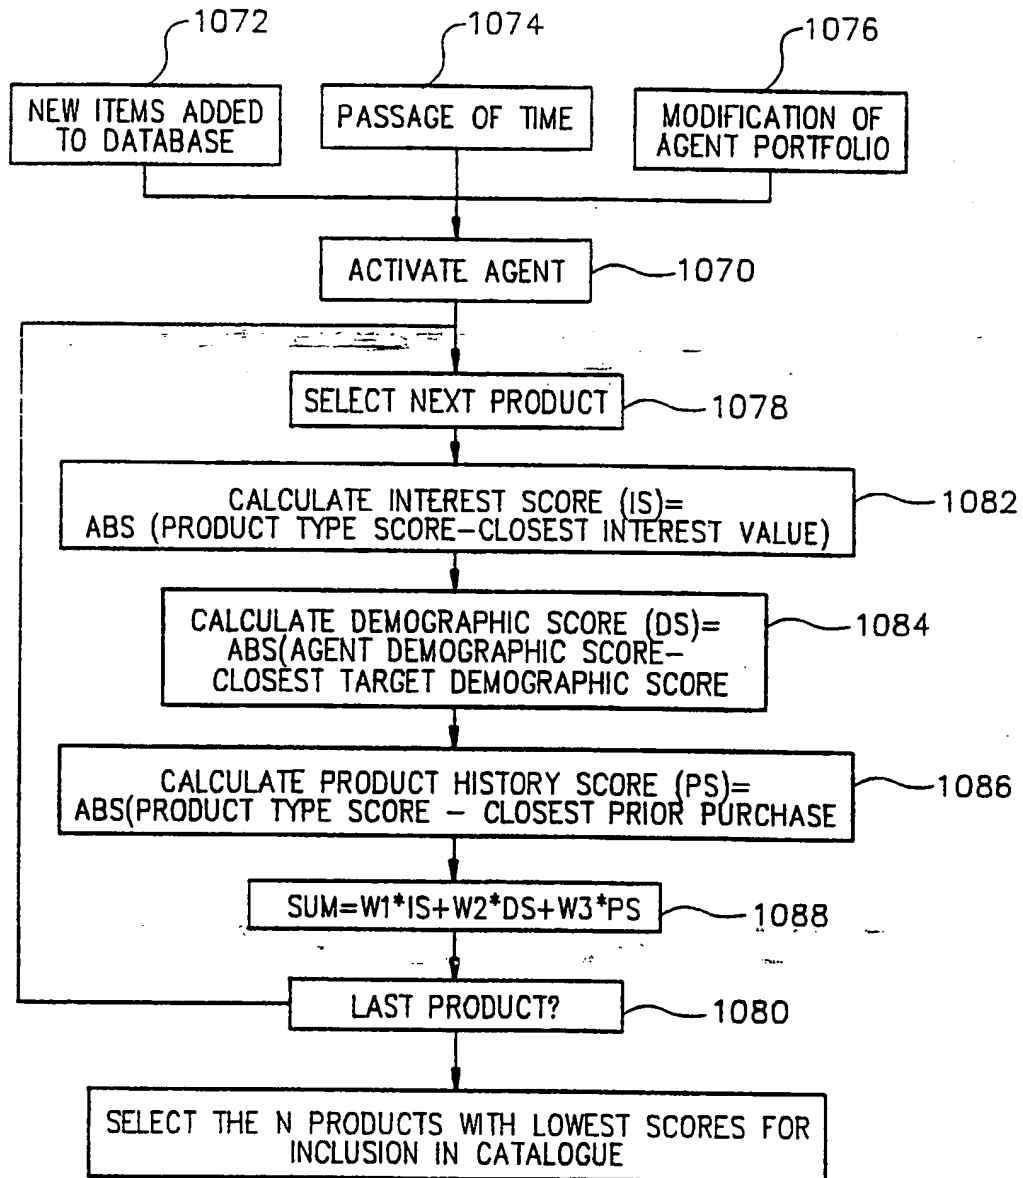 1072
1074
1076
NEW ITEMS ADDED
TO DATABASE
PASSAGE OF TIME
MODIFICATION OF
AGENT PORTFOLIO
ACTIVATE AGENT
1070
SELECT NEXT PRODUCT
1078
CALCULATE INTEREST SCORE (IS)=
ABS (PRODUCT TYPE SCORE-CLOSEST INTEREST VALUE)
1082
CALCULATE DEMOGRAPHIC SCORE (DS)=
ABS(AGENT DEMOGRAPHIC SCORE-
CLOSEST TARGET DEMOGRAPHIC SCORE
1084
CALCULATE PRODUCT HISTORY SCORE (PS)=
ABS(PRODUCT TYPE SCORE - CLOSEST PRIOR PURCHASE
1086
SUM=W1*IS+W2*DS+W3*PS
1088
LAST PRODUCT?
1080
SELECT THE N PRODUCTS WITH LOWEST SCORES FOR
INCLUSION IN CATALOGUE